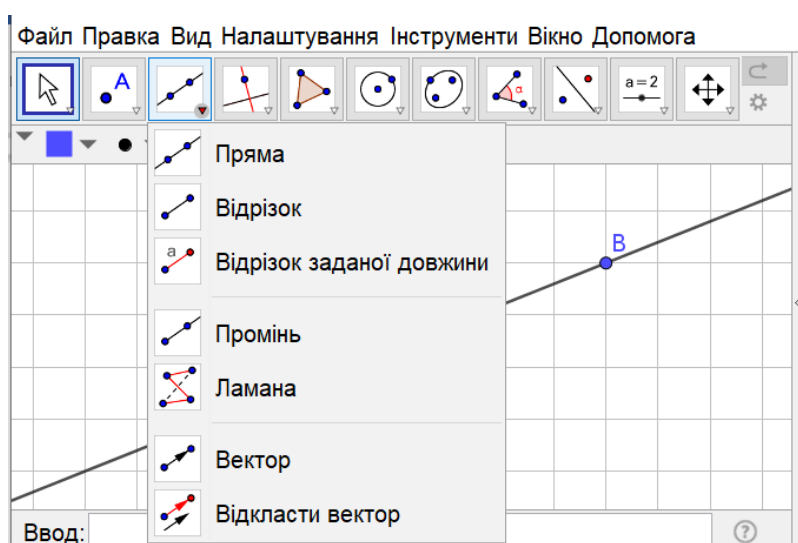 Файл Правка Вид Налаштування Інструменти Вікно Допомога
A
α
a=2
Пряма
Відрізок
a
Відрізок заданої довжини
Промінь
Ламана
Вектор
Відкласти вектор
B
Ввод:
?